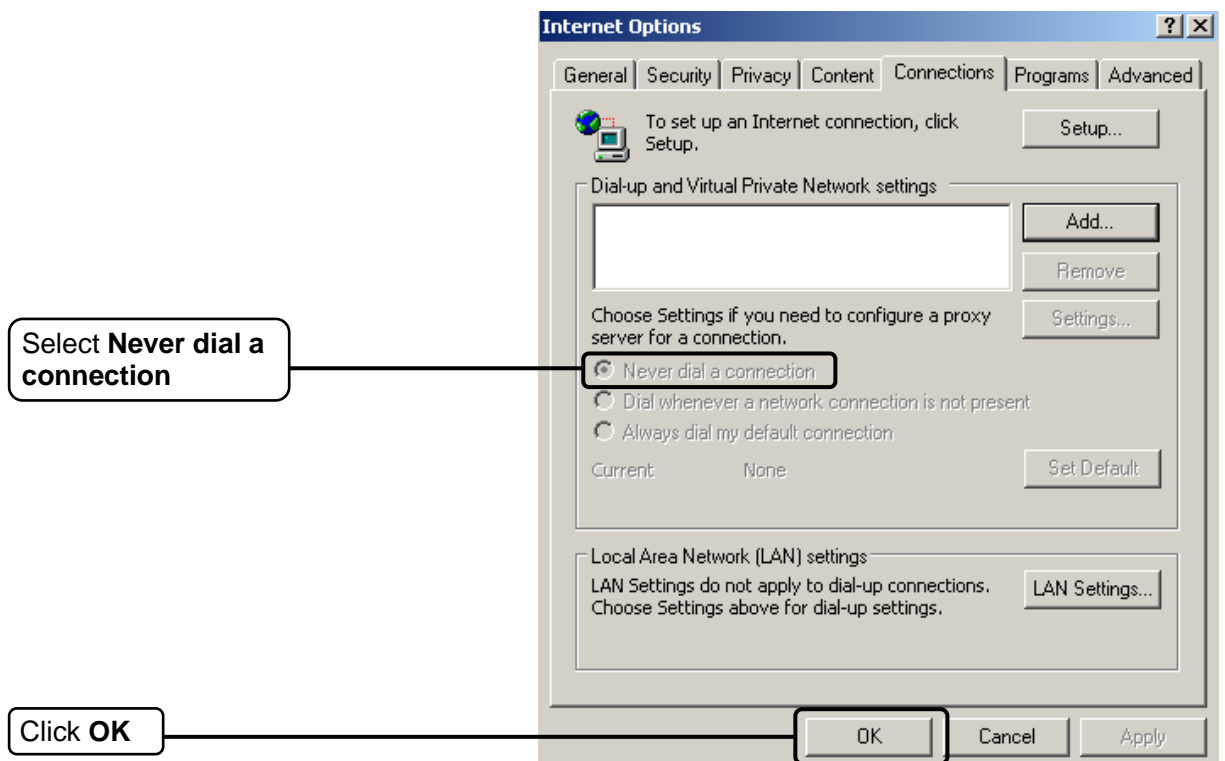 Internet Options
General Security Privacy Content Connections Programs Advanced
To set up an Internet connection, click
Setup.
Setup...
Dial-up and Virtual Private Network settings
Add...
Remove
Choose Settings if you need to configure a proxy
server for a connection.
Settings...
Select Never dial a
connection
Never dial a connection
Dial whenever a network connection is not present
Always dial my default connection
Current None
Set Default
Local Area Network (LAN) settings
LAN Settings do not apply to dial-up connections.
Choose Settings above for dial-up settings.
LAN Settings...
Click OK
OK Cancel Apply